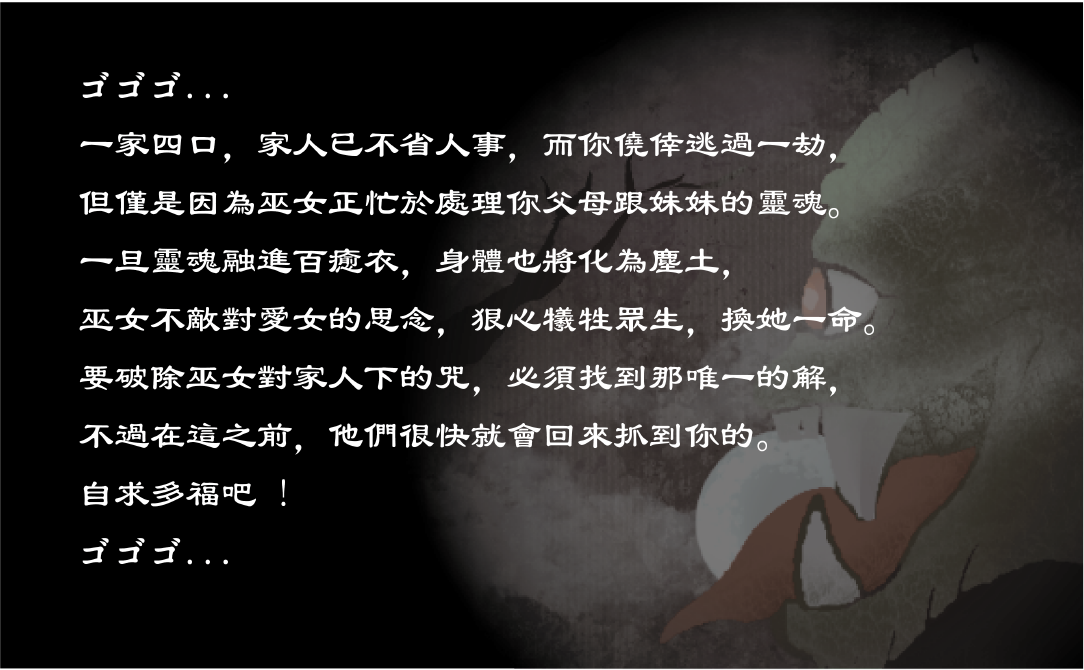 ゴゴゴ...
一家四口，家人已不省人事，而你僥倖逃過一劫，
但僅是因為巫女正忙於處理你父母跟妹妹的靈魂。
一旦靈魂融進百癒衣，身體也將化為塵土，
巫女不敵對愛女的思念，狠心犧牲眾生，換她一命。
要破除巫女對家人下的咒，必須找到那唯一的解，
不過在這之前，他們很快就會回來抓到你的。
自求多福吧 ！
ゴゴゴ...